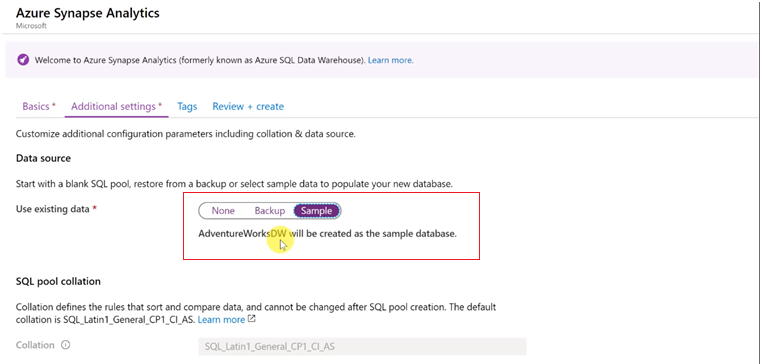 Azure Synapse Analytics
Microsoft
Welcome to Azure Synapse Analytics (formerly known as Azure SQL Data Warehouse). Learn more.
Basics * Additional settings * Tags Review + create
Customize additional configuration parameters including collation & data source.
Data source
Start with a blank SQL pool, restore from a backup or select sample data to populate your new database.
Use existing data * None Backup Sample
AdventureWorksDW will be created as the sample database.
SQL pool collation
Collation defines the rules that sort and compare data, and cannot be changed after SQL pool creation. The default
collation is SQL_Latin1_General_CP1_CI_AS. Learn more
Collation SQL_Latin1_General_CP1_CI_AS